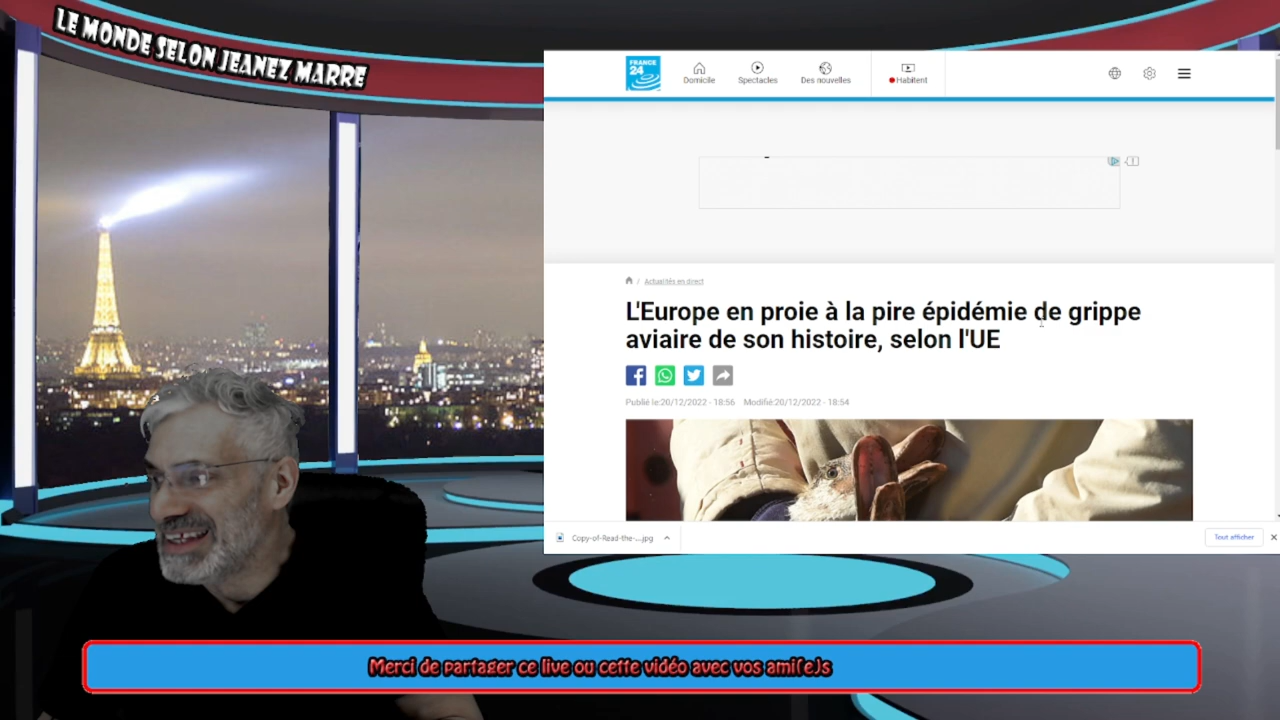 LE MONDE SELON JEANEZ MARRE
FRANCE
24
Domicile
Spectacles
Des nouvelles
Habitent
/ Actualités en direct
L'Europe en proie à la pire épidémie de grippe
aviaire de son histoire, selon l'UE
Publié le:20/12/2022 - 18:56 Modifié:20/12/2022 - 18:54
Copy-of-Read-the-....jpg
Tout afficher
Merci de partager ce live ou cette vidéo avec vos ami(e)s